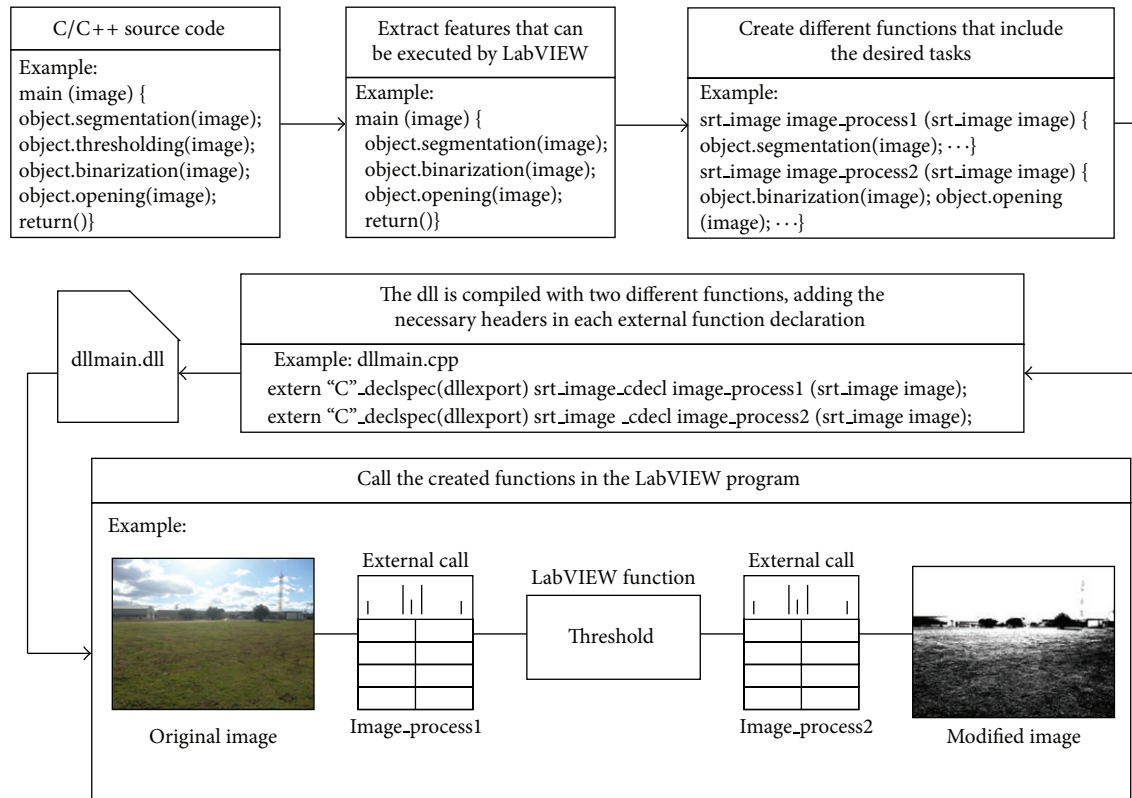 C/C++ source code
Example:
main (image) {
object.segmentation(image);
object.thresholding(image);
object.binarization(image);
object.opening(image);
return()}
Extract features that can
be executed by LabVIEW
Example:
main (image) {
object.segmentation(image);
object.binarization(image);
object.opening(image);
return()}
Create different functions that include
the desired tasks
Example:
srt_image image_process1 (srt_image image) {
object.segmentation(image); ···}
srt_image image_process2 (srt_image image) {
object.binarization(image); object.opening
(image); ···}
The dll is compiled with two different functions, adding the
necessary headers in each external function declaration
Example: dllmain.cpp
extern “C”_declspec(dllexport) srt_image_cdecl image_process1 (srt_image image);
extern “C”_declspec(dllexport) srt_image _cdecl image_process2 (srt_image image);
dllmain.dll
Call the created functions in the LabVIEW program
Example:
Original image
External call
Image_process1
LabVIEW function
Threshold
External call
Image_process2
Modified image